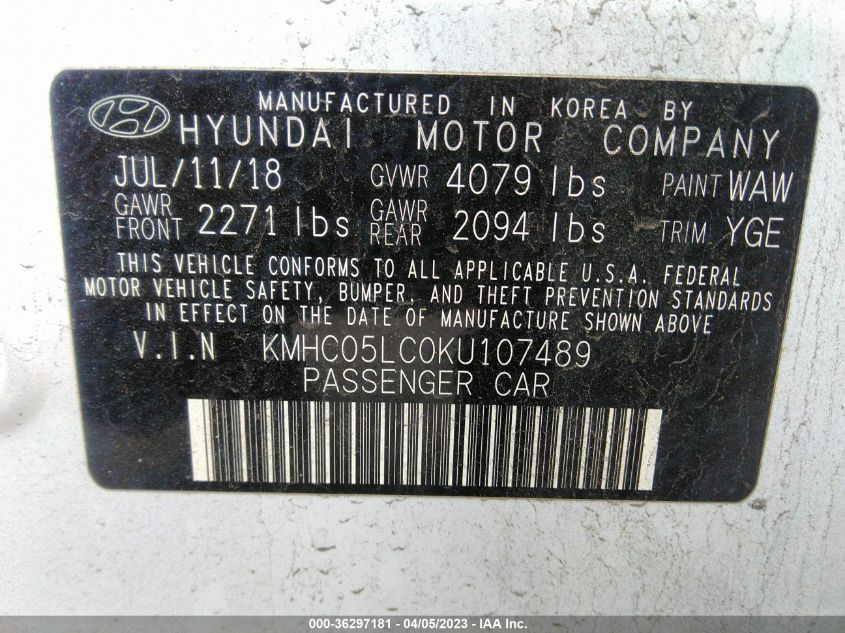 MANUFACTURED IN KOREA BY
HYUNDAI MOTOR COMPANY
JUL/11/18 GVWR 4079 lbs PAINT WAW
GAWR FRONT 2271 lbs GAWR REAR 2094 lbs TRIM YGE
THIS VEHICLE CONFORMS TO ALL APPLICABLE U.S.A. FEDERAL
MOTOR VEHICLE SAFETY, BUMPER, AND THEFT PREVENTION STANDARDS
IN EFFECT ON THE DATE OF MANUFACTURE SHOWN ABOVE
V.I.N KMHC05LC0KU107489
PASSENGER CAR
000-36297181 - 04/05/2023 - IAA Inc.